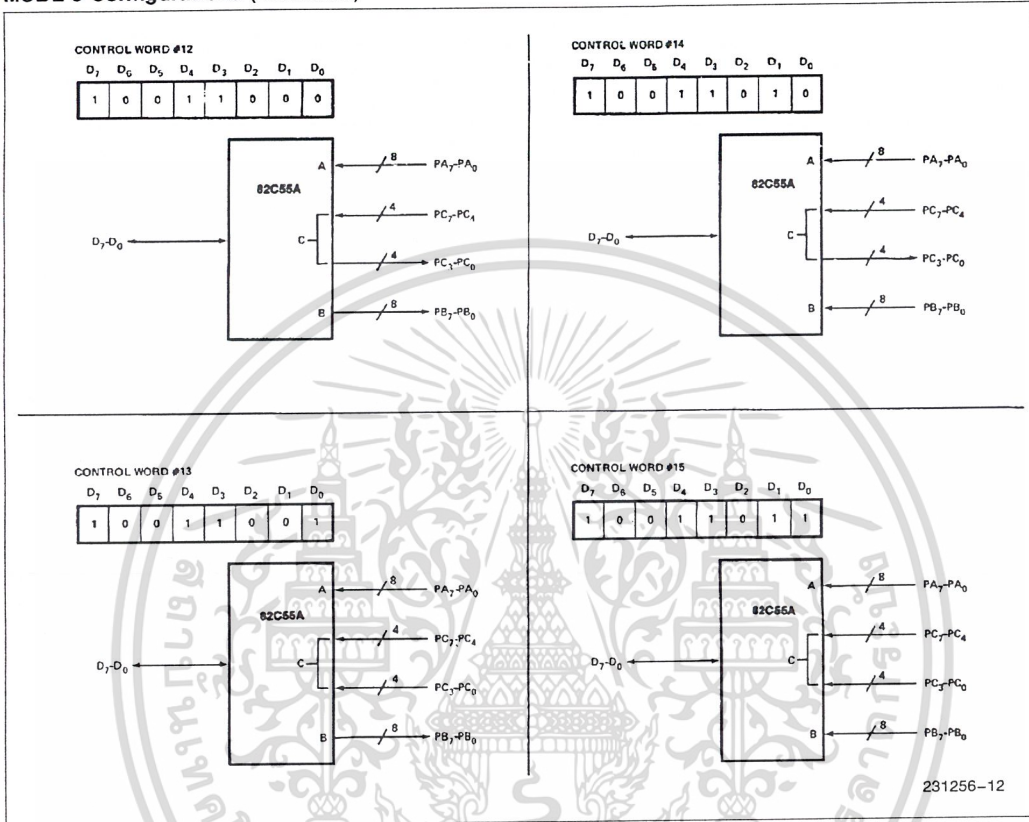 CONTROL WORD #12
D7 D6 D5 D4 D3 D2 D1 D0
1 0 0 1 1 0 0 0
82C55A
A
8
PA7-PA0
4
PC7-PC4
D7-D0
C
4
PC3-PC0
B
8
PB7-PB0
CONTROL WORD #14
D7 D6 D5 D4 D3 D2 D1 D0
1 0 0 1 1 0 1 0
82C55A
A
8
PA7-PA0
4
PC7-PC4
D7-D0
C
4
PC3-PC0
B
8
PB7-PB0
CONTROL WORD #13
D7 D6 D5 D4 D3 D2 D1 D0
1 0 0 1 1 0 0 1
82C55A
A
8
PA7-PA0
4
PC7-PC4
D7-D0
C
4
PC3-PC0
B
8
PB7-PB0
CONTROL WORD #15
D7 D6 D5 D4 D3 D2 D1 D0
1 0 0 1 1 0 1 1
82C55A
A
8
PA7-PA0
4
PC7-PC4
D7-D0
C
4
PC3-PC0
B
8
PB7-PB0
231256-12